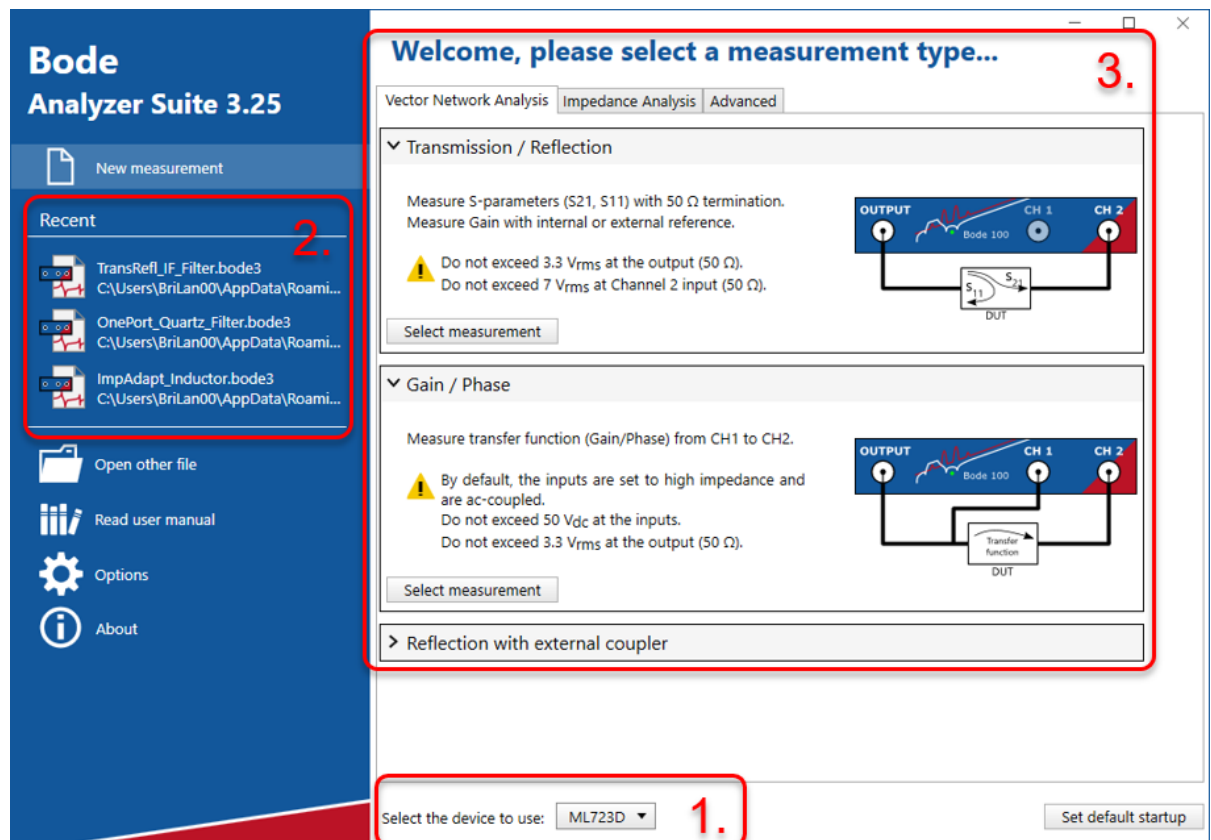 Bode
Analyzer Suite 3.25
New measurement
Recent
2.
TransRefl_IF_Filter.bode3
C:\Users\BriLan00\AppData\Roami...
OnePort_Quartz_Filter.bode3
C:\Users\BriLan00\AppData\Roami...
ImpAdapt_Inductor.bode3
C:\Users\BriLan00\AppData\Roami...
Open other file
Read user manual
Options
About
Welcome, please select a measurement type...
3.
Vector Network Analysis Impedance Analysis Advanced
Transmission / Reflection
Measure S-parameters (S21, S11) with 50 Ω termination.
Measure Gain with internal or external reference.
Do not exceed 3.3 Vrms at the output (50 Ω).
Do not exceed 7 Vrms at Channel 2 input (50 Ω).
OUTPUT CH 1 CH 2
Bode 100
S11 S21
DUT
Select measurement
Gain / Phase
Measure transfer function (Gain/Phase) from CH1 to CH2.
By default, the inputs are set to high impedance and
are ac-coupled.
Do not exceed 50 Vdc at the inputs.
Do not exceed 3.3 Vrms at the output (50 Ω).
OUTPUT CH 1 CH 2
Bode 100
Transfer
function
DUT
Select measurement
Reflection with external coupler
Select the device to use: ML723D
1.
Set default startup